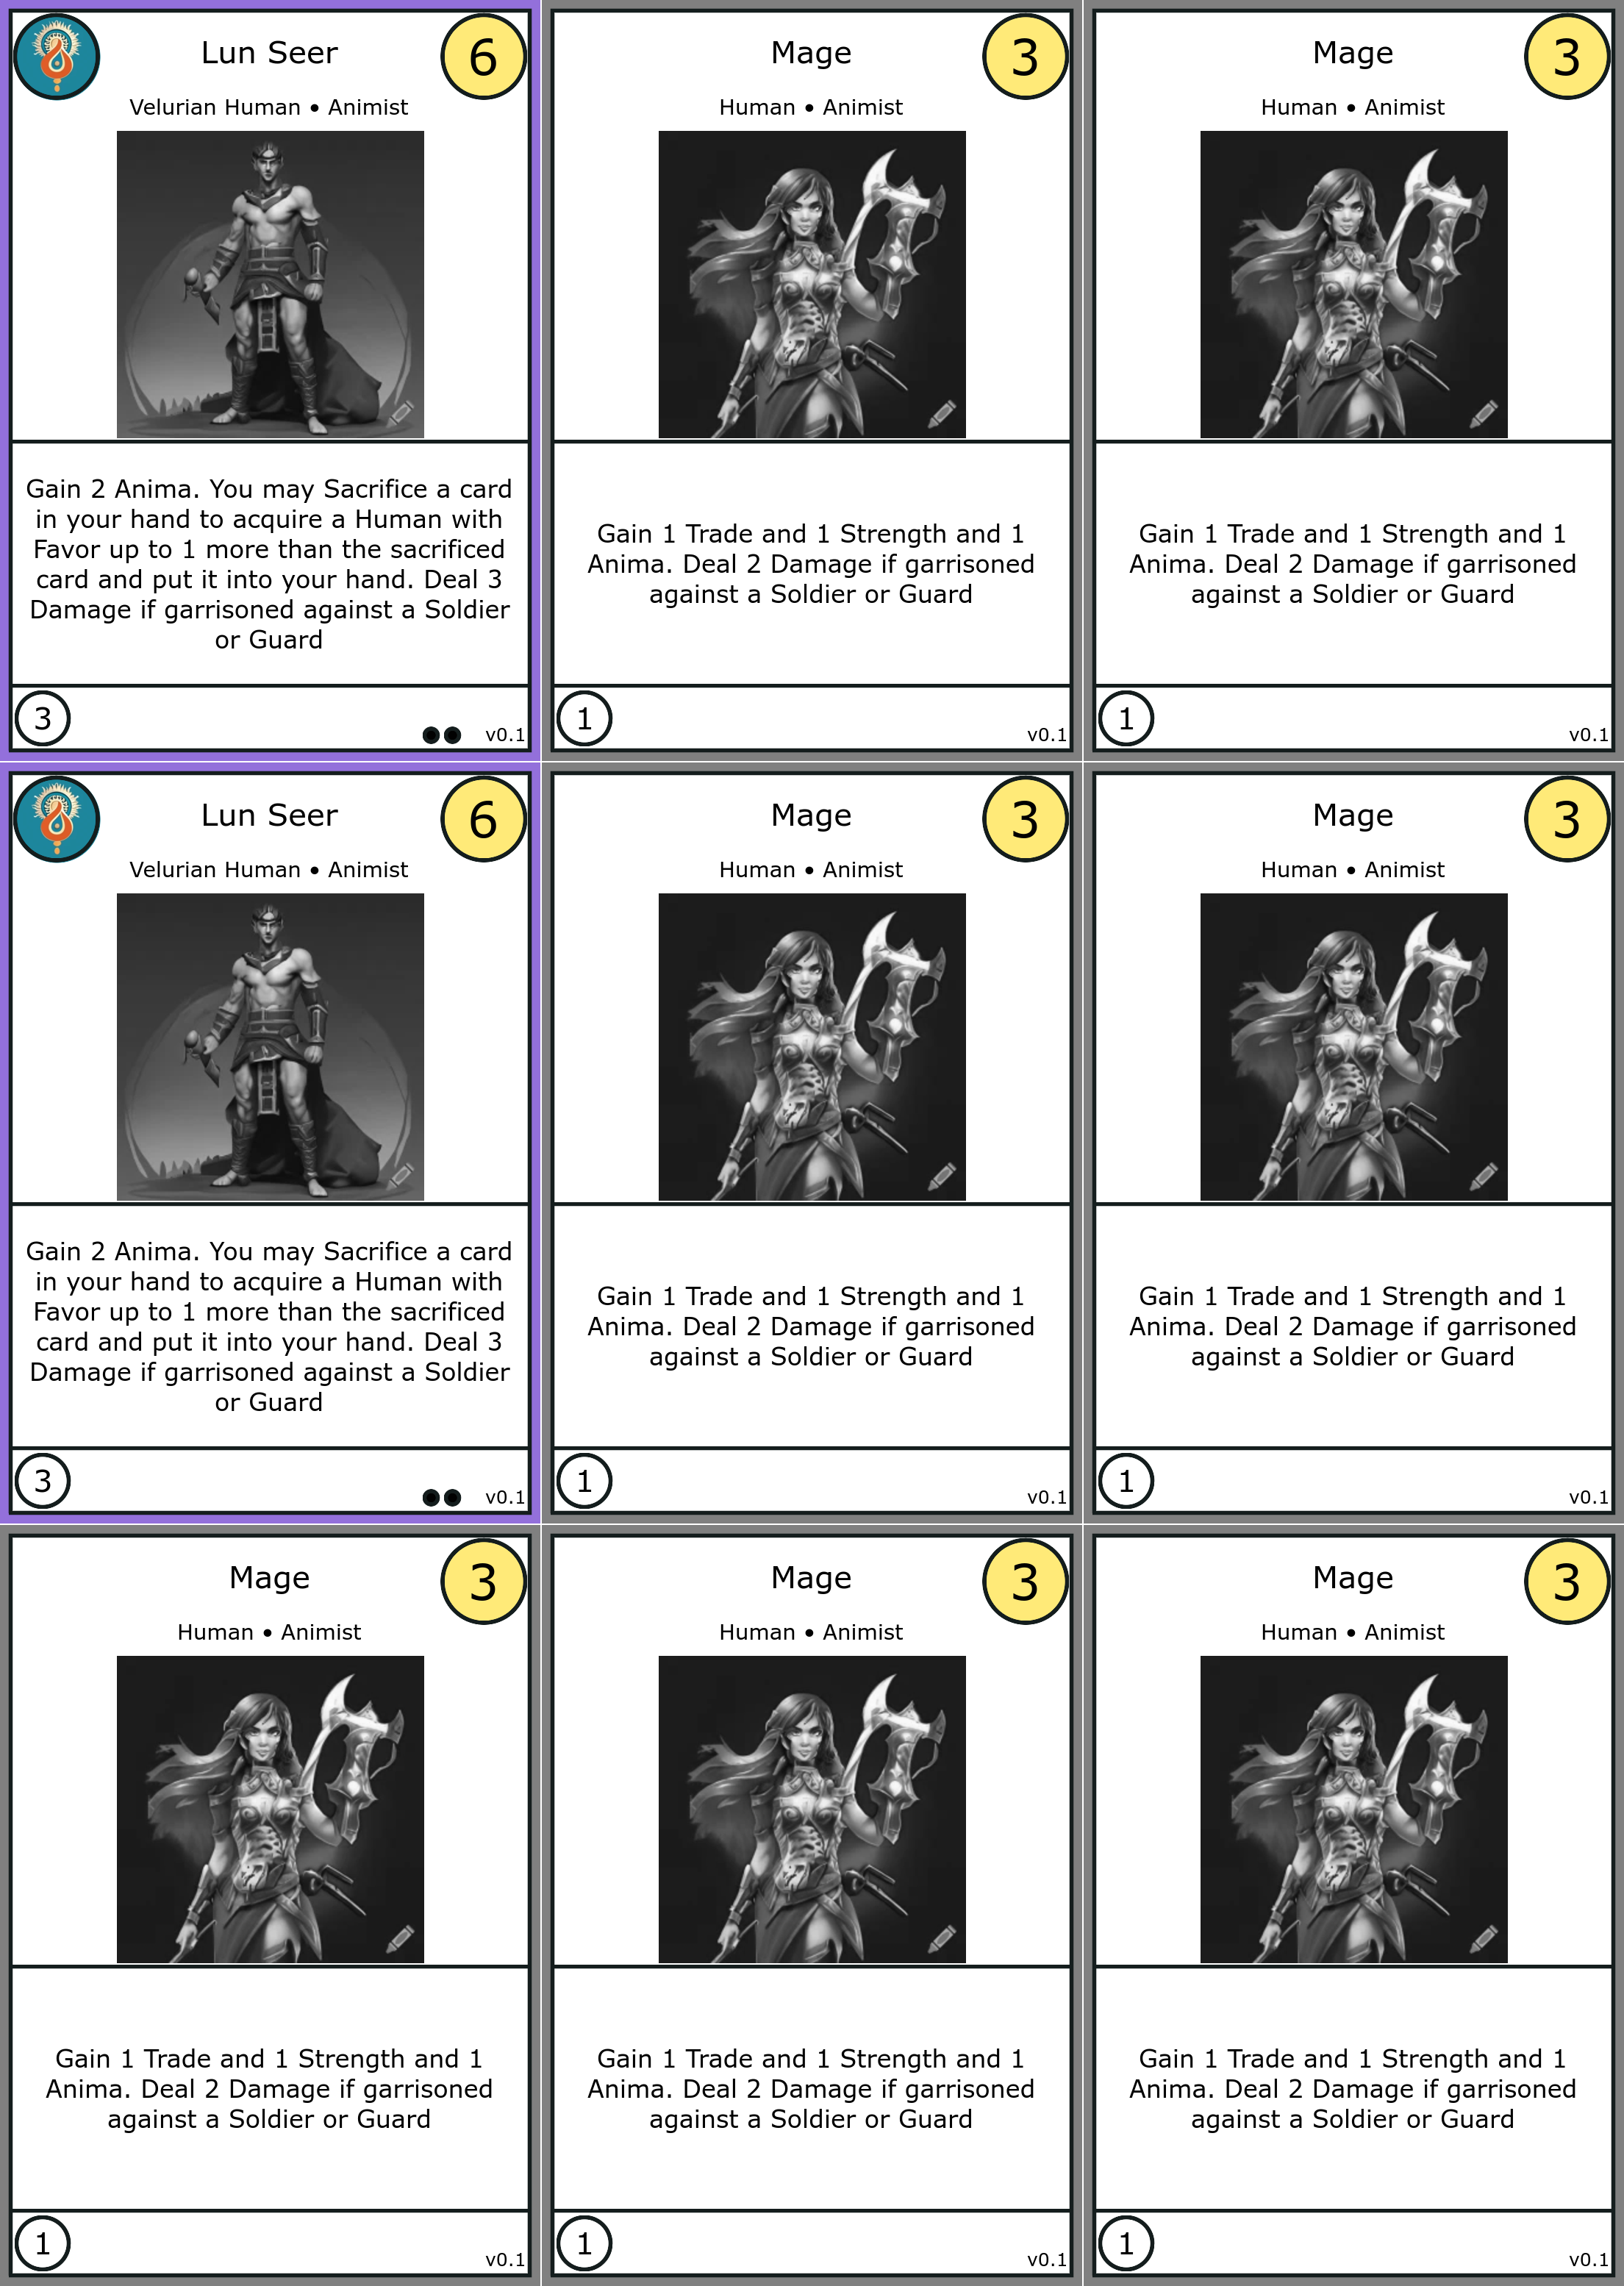 Lun Seer
6
Velurian Human • Animist
Gain 2 Anima. You may Sacrifice a card
in your hand to acquire a Human with
Favor up to 1 more than the sacrificed
card and put it into your hand. Deal 3
Damage if garrisoned against a Soldier
or Guard
3
v0.1
Mage
3
Human • Animist
Gain 1 Trade and 1 Strength and 1
Anima. Deal 2 Damage if garrisoned
against a Soldier or Guard
1
v0.1
Mage
3
Human • Animist
Gain 1 Trade and 1 Strength and 1
Anima. Deal 2 Damage if garrisoned
against a Soldier or Guard
1
v0.1
Lun Seer
6
Velurian Human • Animist
Gain 2 Anima. You may Sacrifice a card
in your hand to acquire a Human with
Favor up to 1 more than the sacrificed
card and put it into your hand. Deal 3
Damage if garrisoned against a Soldier
or Guard
3
v0.1
Mage
3
Human • Animist
Gain 1 Trade and 1 Strength and 1
Anima. Deal 2 Damage if garrisoned
against a Soldier or Guard
1
v0.1
Mage
3
Human • Animist
Gain 1 Trade and 1 Strength and 1
Anima. Deal 2 Damage if garrisoned
against a Soldier or Guard
1
v0.1
Mage
3
Human • Animist
Gain 1 Trade and 1 Strength and 1
Anima. Deal 2 Damage if garrisoned
against a Soldier or Guard
1
v0.1
Mage
3
Human • Animist
Gain 1 Trade and 1 Strength and 1
Anima. Deal 2 Damage if garrisoned
against a Soldier or Guard
1
v0.1
Mage
3
Human • Animist
Gain 1 Trade and 1 Strength and 1
Anima. Deal 2 Damage if garrisoned
against a Soldier or Guard
1
v0.1